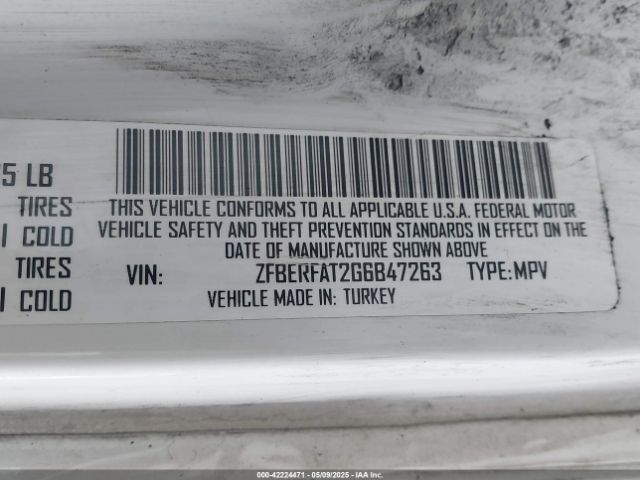 5 LB
TIRES
COLD
TIRES
COLD
THIS VEHICLE CONFORMS TO ALL APPLICABLE U.S.A. FEDERAL MOTOR
VEHICLE SAFETY AND THEFT PREVENTION STANDARDS IN EFFECT ON THE
DATE OF MANUFACTURE SHOWN ABOVE
VIN: ZFBERFAT2G6B47263 TYPE:MPV
VEHICLE MADE IN: TURKEY
000-42224471 - 05/09/2025 - IAA Inc.